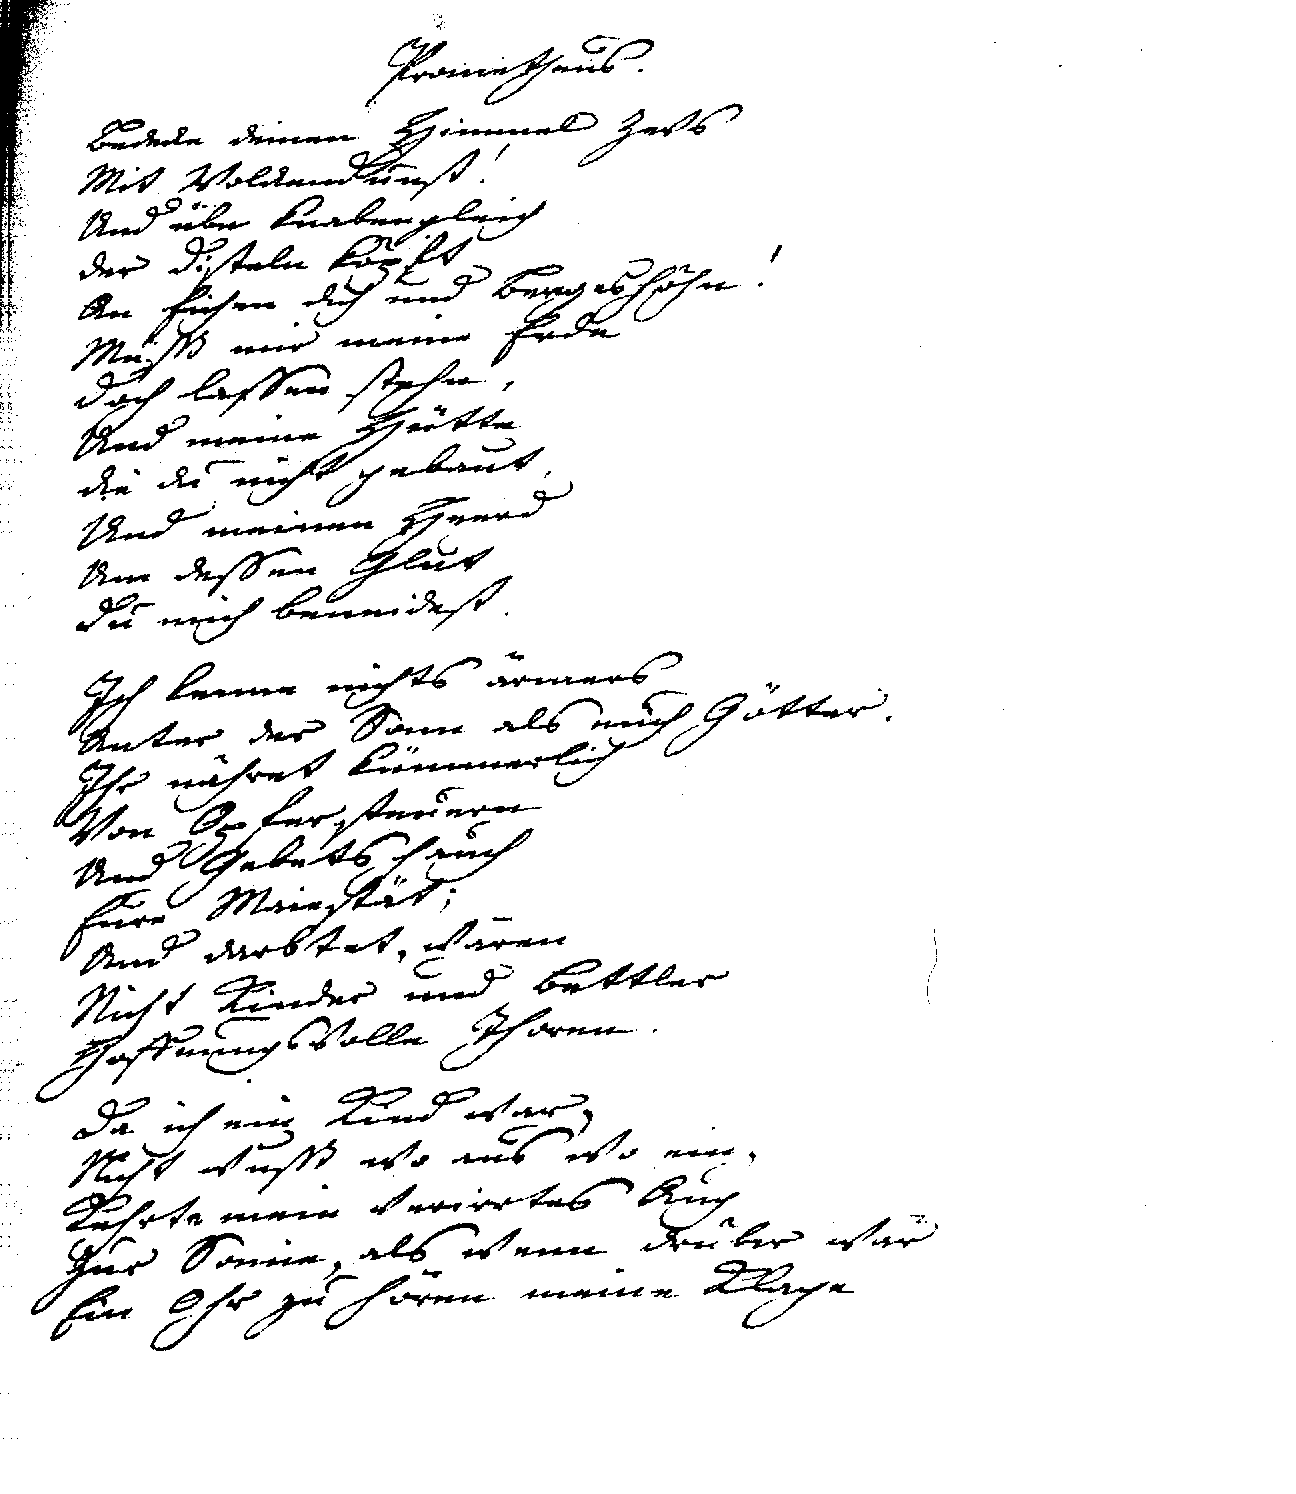 Prometheus.
Bedecke deinen Himmel Zevs
Mit Wolckendunst!
Und übe Knabengleich
der Disteln köpft
An Eichen dich und Bergeshöhn!
Musst mir meine Erde
doch lassen stehn,
Und meine Hütte
die du nicht gebaut,
Und meinen Heerd
Um dessen Glut
Du mich beneidest.
Ich kenne nichts ärmers
Unter der Sonn als euch Götter.
Ihr nähret kümmerlich
Von Opfersteuern
Und Gebetshauch
Eure Maiestät;
Und darbtet, wären
Nicht Kinder und Bettler
Hoffnungsvolle Thoren.
Da ich ein Kind war,
Nicht wusst wo aus wo ein,
Kehrte mein verirrtes Aug
Zur Sonne, als wenn drüber wär
Ein Ohr zu hören meine Klage